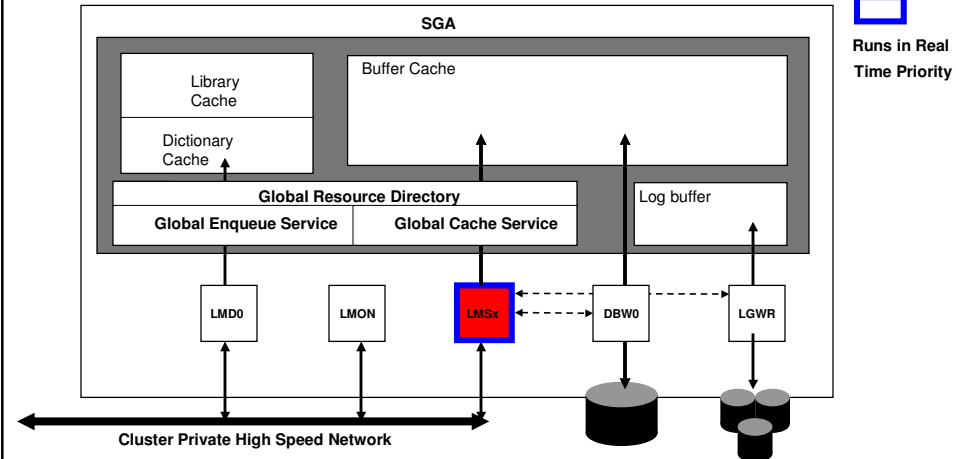 SGA
Runs in Real
Time Priority
Library
Cache
Buffer Cache
Dictionary
Cache
Global Resource Directory
Global Enqueue Service
Global Cache Service
Log buffer
LMD0
LMON
LMSx
DBW0
LGWR
Cluster Private High Speed Network